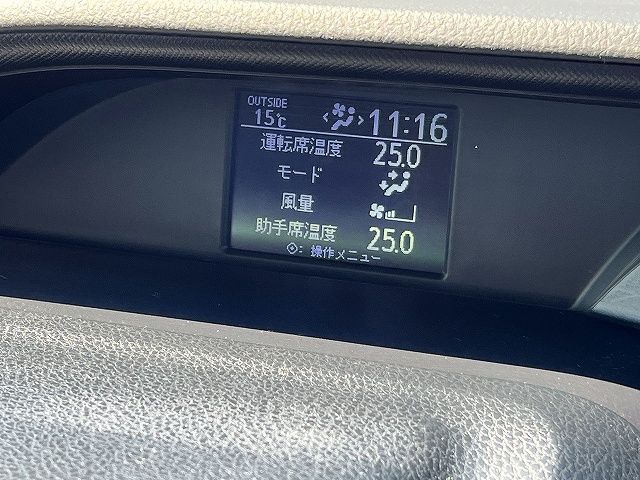 OUTSIDE
15℃ 11:16
運転席温度 25.0
モード
風量
助手席温度 25.0
: 操作メニュー